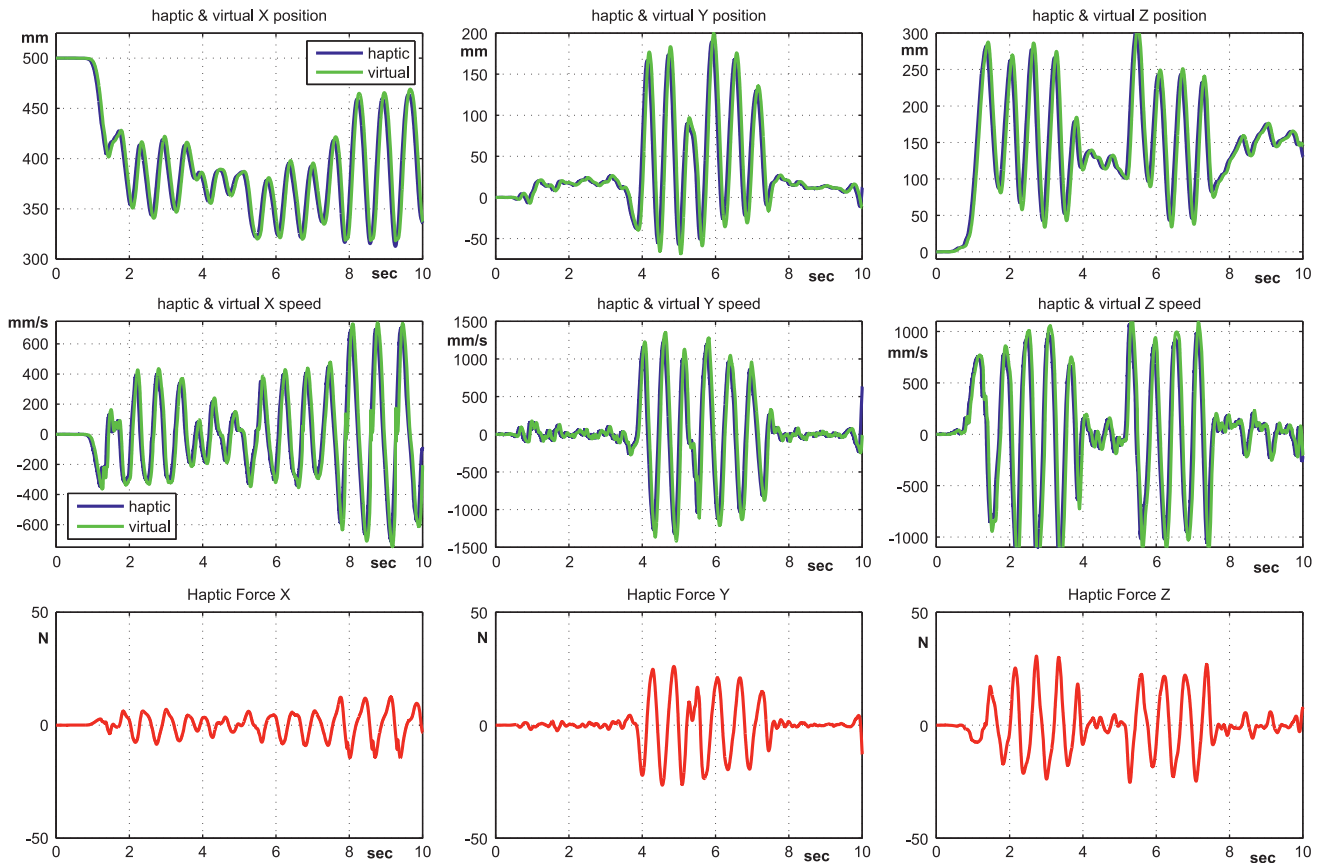 haptic & virtual X position
mm
500
450
400
350
300
0 2 4 6 8 10
sec
haptic
virtual
haptic & virtual Y position
mm
200
150
100
50
0
-50
0 2 4 6 8 10
sec
haptic & virtual Z position
mm
300
250
200
150
100
50
0
0 2 4 6 8 10
sec
haptic & virtual X speed
mm/s
600
400
200
0
-200
-400
-600
0 2 4 6 8 10
sec
haptic
virtual
haptic & virtual Y speed
1500
mm/s
1000
500
0
-500
-1000
-1500
0 2 4 6 8 10
sec
haptic & virtual Z speed
1000
mm/s
500
0
-500
-1000
0 2 4 6 8 10
sec
Haptic Force X
50
N
0
-50
0 2 4 6 8 10
sec
Haptic Force Y
50
N
0
-50
0 2 4 6 8 10
sec
Haptic Force Z
50
N
0
-50
0 2 4 6 8 10
sec